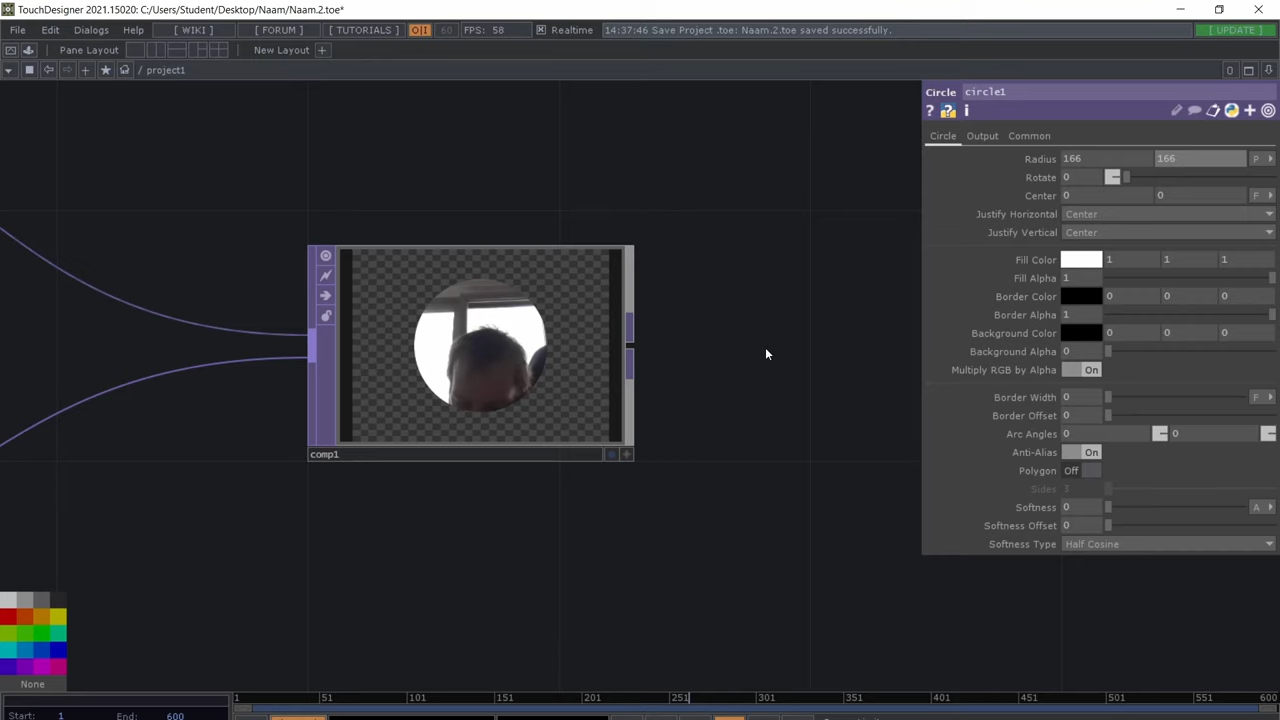 TouchDesigner 2021.15020: C:/Users/Student/Desktop/Naam/Naam.2.toe*
File Edit Dialogs Help [ WIKI ] [ FORUM ] [ TUTORIALS ] O|I 60 FPS: 58 Realtime 14:37:46 Save Project .toe: Naam.2.toe saved successfully. [ UPDATE ]
Pane Layout New Layout +
/ project1 0
Circle circle1
? ? i
Circle Output Common
Radius 166 166 P
Rotate 0
Center 0 0 F
Justify Horizontal Center
Justify Vertical Center
Fill Color 1 1 1
Fill Alpha 1
Border Color 0 0 0
Border Alpha 1
Background Color 0 0 0
Background Alpha 0
Multiply RGB by Alpha On
Border Width 0 F
Border Offset 0
Arc Angles 0 0
Anti-Alias On
Polygon Off
Sides 3
Softness 0 A
Softness Offset 0
Softness Type Half Cosine
comp1
None
1 51 101 151 201 251 301 351 401 451 501 551 600
Start: 1 End: 600